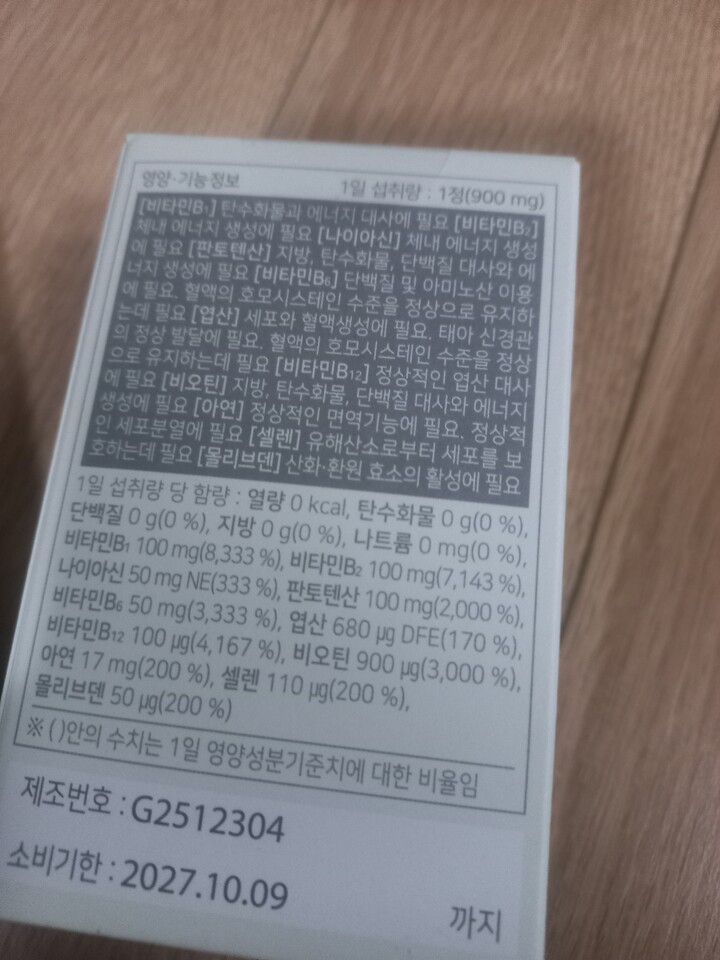 영양·기능정보 1일 섭취량 : 1정(900 mg)
[비타민B₁] 탄수화물과 에너지 대사에 필요 [비타민B₂]
체내 에너지 생성에 필요 [나이아신] 체내 에너지 생성
에 필요 [판토텐산] 지방, 탄수화물, 단백질 대사와 에
너지 생성에 필요 [비타민B₆] 단백질 및 아미노산 이용
에 필요. 혈액의 호모시스테인 수준을 정상으로 유지하
는데 필요 [엽산] 세포와 혈액생성에 필요. 태아 신경관
의 정상 발달에 필요. 혈액의 호모시스테인 수준을 정상
으로 유지하는데 필요 [비타민B₁₂] 정상적인 엽산 대사
에 필요 [비오틴] 지방, 탄수화물, 단백질 대사와 에너지
생성에 필요 [아연] 정상적인 면역기능에 필요. 정상적
인 세포분열에 필요 [셀렌] 유해산소로부터 세포를 보
호하는데 필요 [몰리브덴] 산화·환원 효소의 활성에 필요
1일 섭취량 당 함량 : 열량 0 kcal, 탄수화물 0 g(0 %),
단백질 0 g(0 %), 지방 0 g(0 %), 나트륨 0 mg(0 %),
비타민B₁ 100 mg(8,333 %), 비타민B₂ 100 mg(7,143 %),
나이아신 50 mg NE(333 %), 판토텐산 100 mg(2,000 %),
비타민B₆ 50 mg(3,333 %), 엽산 680 μg DFE(170 %),
비타민B₁₂ 100 μg(4,167 %), 비오틴 900 μg(3,000 %),
아연 17 mg(200 %), 셀렌 110 μg(200 %),
몰리브덴 50 μg(200 %)
※ ( )안의 수치는 1일 영양성분기준치에 대한 비율임
제조번호 : G2512304
소비기한 : 2027.10.09 까지